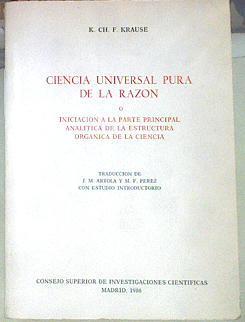 K. CH. F. KRAUSE
CIENCIA UNIVERSAL PURA
DE LA RAZON
O
INICIACION A LA PARTE PRINCIPAL
ANALITICA DE LA ESTRUCTURA
ORGANICA DE LA CIENCIA
TRADUCCION DE
J. M. ARTOLA Y M. F. PEREZ
CON ESTUDIO INTRODUCTORIO
CONSEJO SUPERIOR DE INVESTIGACIONES CIENTIFICAS
MADRID, 1986